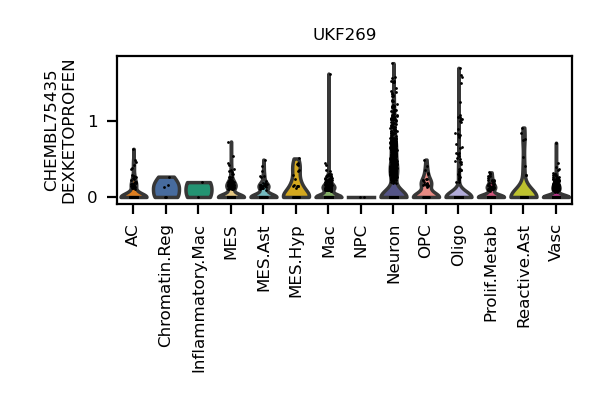 UKF269
CHEMBL75435
DEXKETOPROFEN
1
0
AC
Chromatin.Reg
Inflammatory.Mac
MES
MES.Ast
MES.Hyp
Mac
NPC
Neuron
OPC
Oligo
Prolif.Metab
Reactive.Ast
Vasc